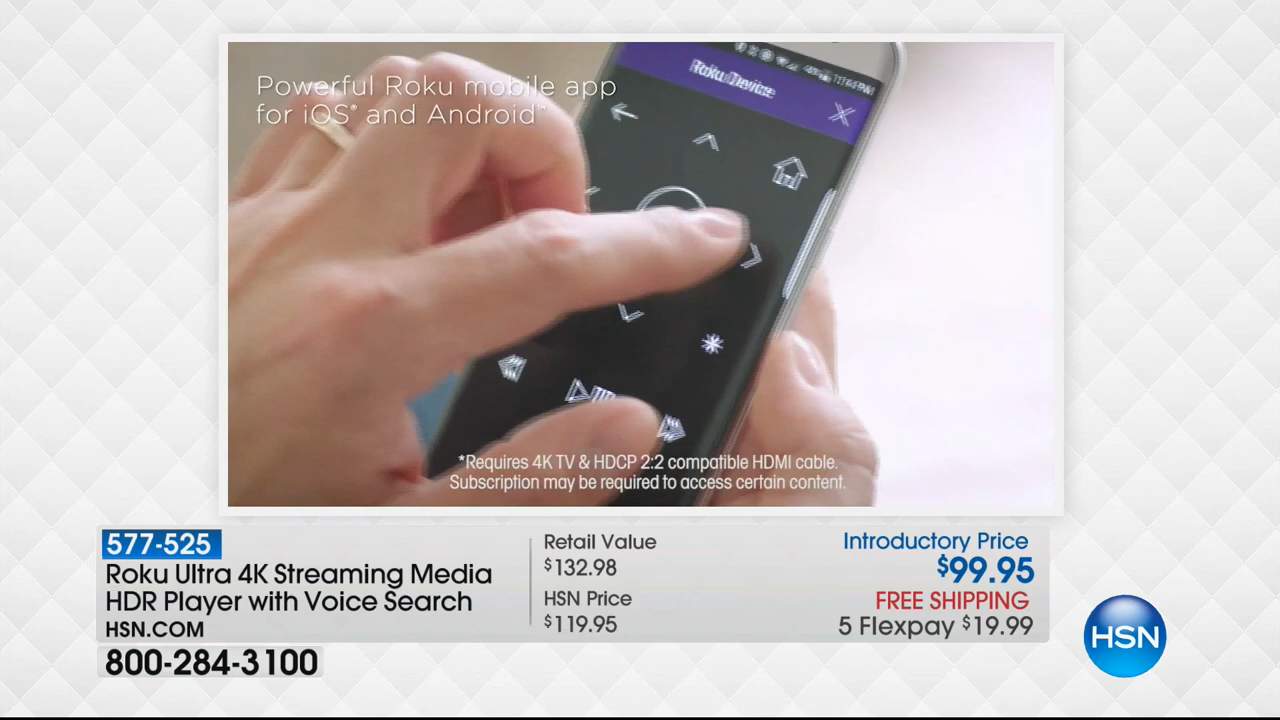 Powerful Roku mobile app
for iOS® and Android™
Roku Device
*Requires 4K TV & HDCP 2:2 compatible HDMI cable.
Subscription may be required to access certain content.
577-525
Roku Ultra 4K Streaming Media
HDR Player with Voice Search
HSN.COM
800-284-3100
Retail Value
$132.98
HSN Price
$119.95
Introductory Price
$99.95
FREE SHIPPING
5 Flexpay $19.99
HSN